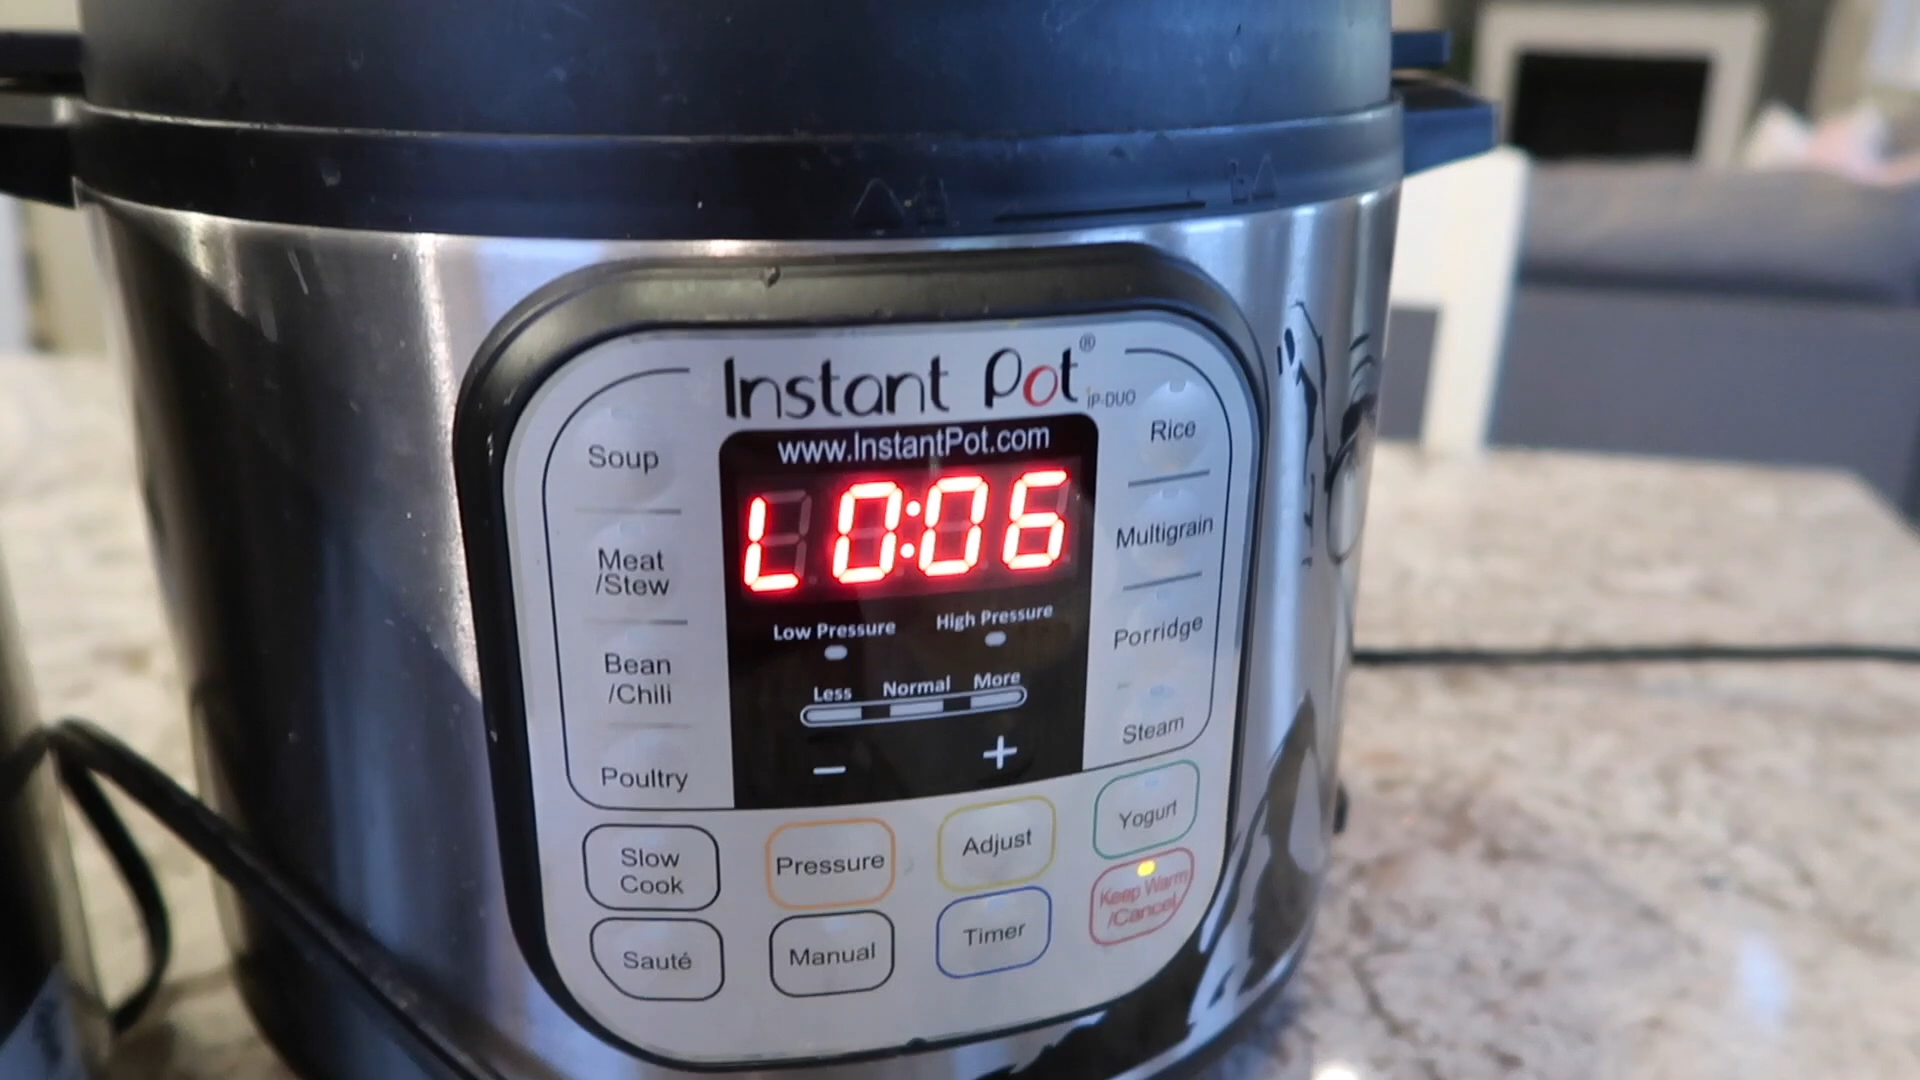 Instant Pot®
IP-DUO
www.InstantPot.com
L0:06
Low Pressure
High Pressure
Less
Normal
More
−
+
Soup
Meat
/Stew
Bean
/Chili
Poultry
Rice
Multigrain
Porridge
Steam
Slow
Cook
Pressure
Adjust
Yogurt
Sauté
Manual
Timer
Keep Warm
/Cancel